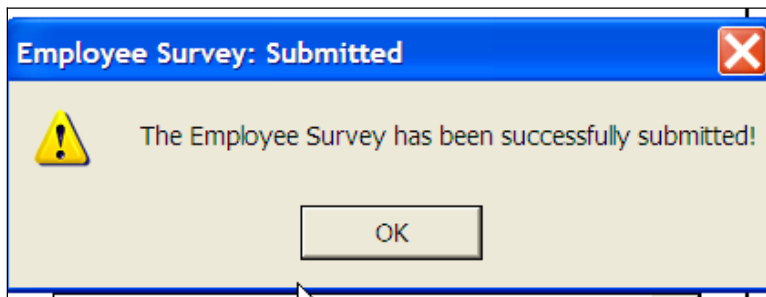 Employee Survey: Submitted
The Employee Survey has been successfully submitted!
OK